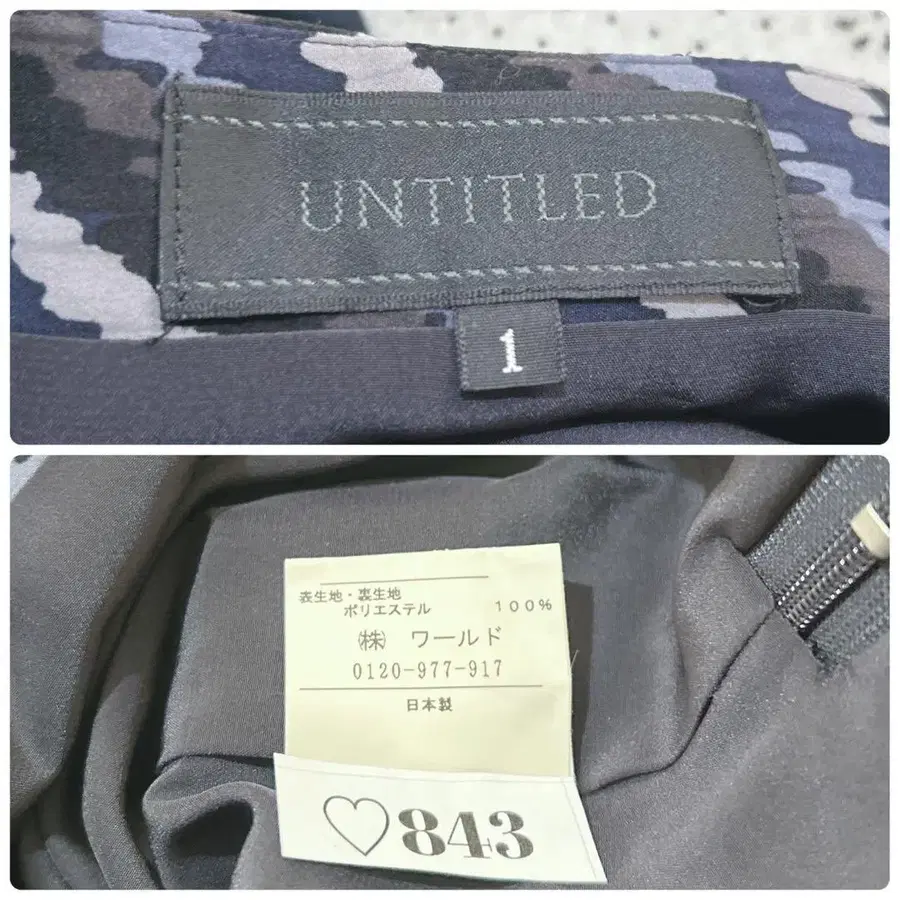 UNTITLED
1
表生地・裏生地
ポリエステル 100%
㈱ ワールド
0120-977-917
日本製
♡843